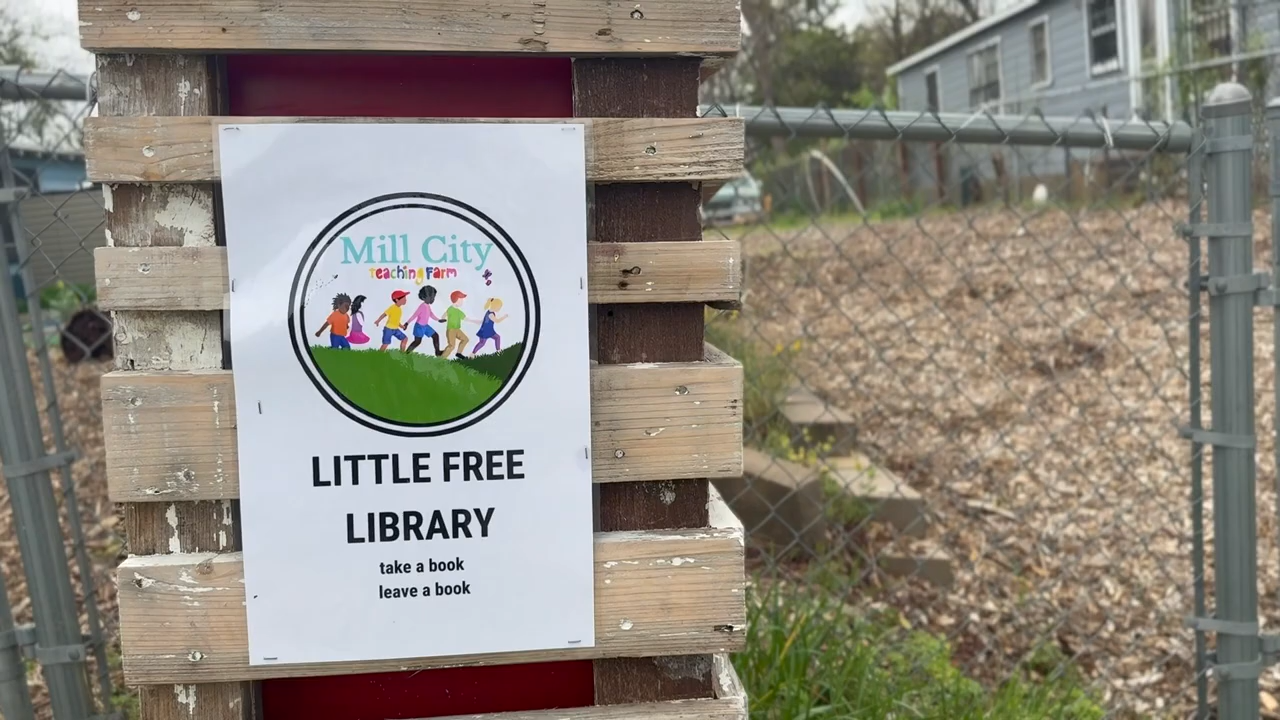 Mill City
Teaching Farm
LITTLE FREE
LIBRARY
take a book
leave a book